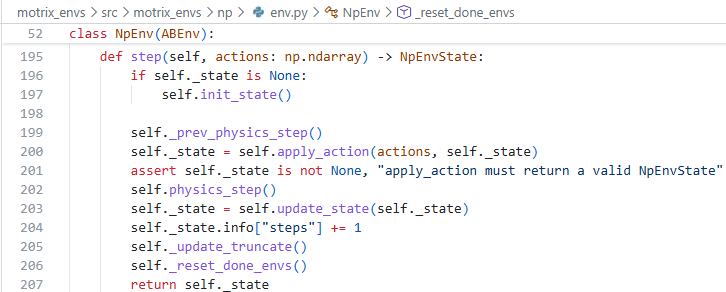 motrix_envs > src > motrix_envs > np > env.py > NpEnv > _reset_done_envs
52 class NpEnv(ABEnv):
195     def step(self, actions: np.ndarray) -> NpEnvState:
196         if self._state is None:
197             self.init_state()
198
199         self._prev_physics_step()
200         self._state = self.apply_action(actions, self._state)
201         assert self._state is not None, "apply_action must return a valid NpEnvState"
202         self.physics_step()
203         self._state = self.update_state(self._state)
204         self._state.info["steps"] += 1
205         self._update_truncate()
206         self._reset_done_envs()
207         return self._state